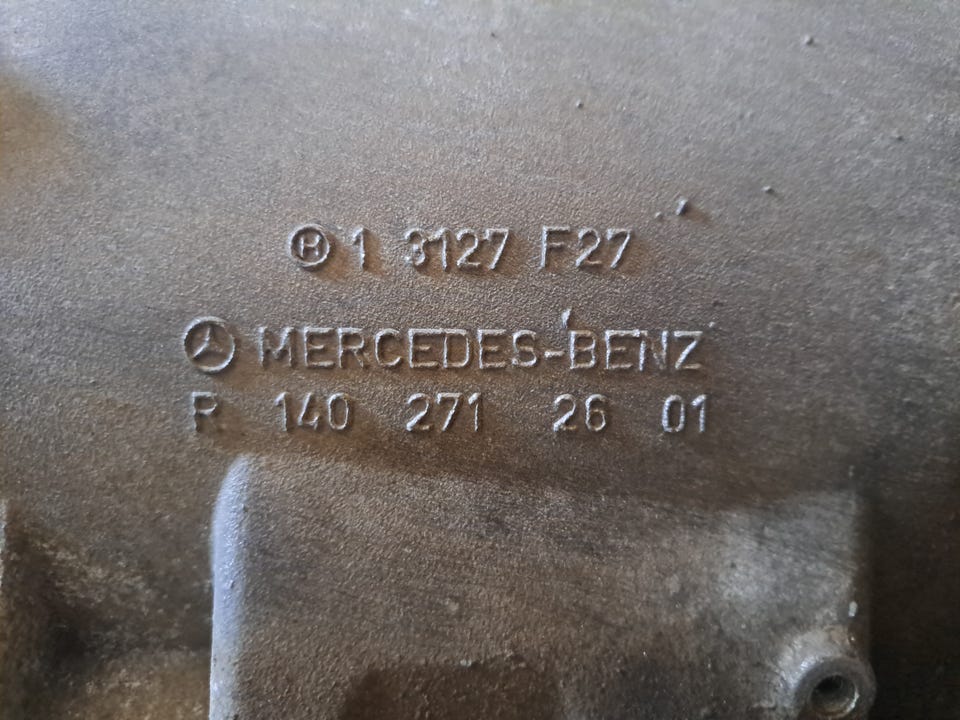 H 1 3127 F27
MERCEDES-BENZ
R 140 271 26 01